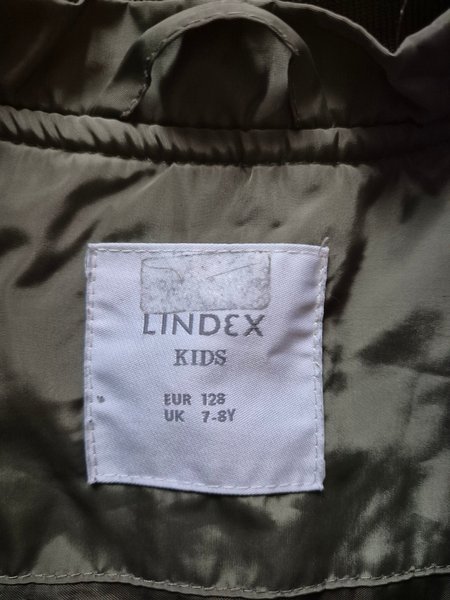 LINDEX
KIDS
EUR 128
UK 7-8Y